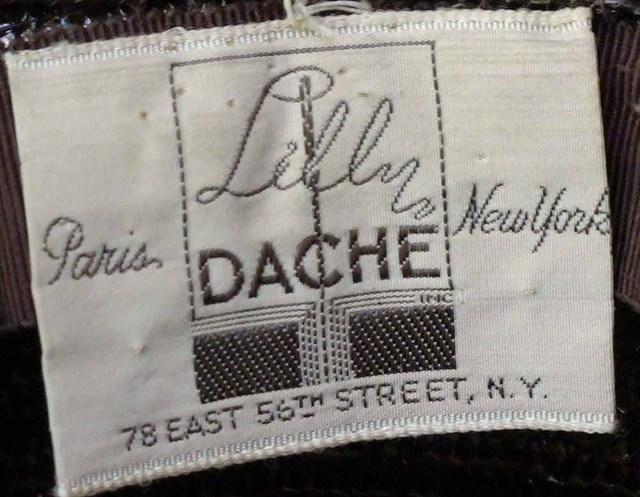 Lilly
Paris New York
DACHE
INC
78 EAST 56TH STREET, N.Y.